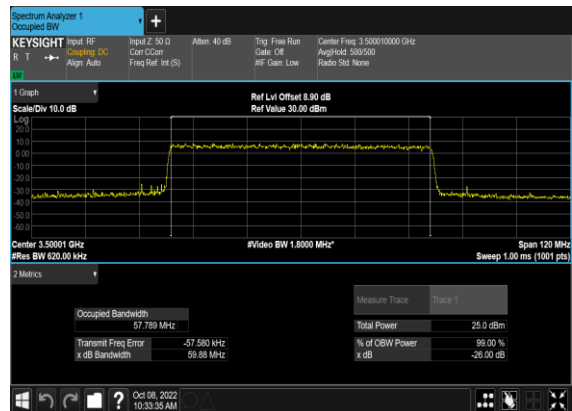 Spectrum Analyzer 1
Occupied BW
+
KEYSIGHT Input: RF Input Z: 50 Ω Atten: 40 dB Trig: Free Run Center Freq: 3.500010000 GHz
R T Coupling: DC Corr CCorr Gate: Off Avg|Hold: 500/500
Align: Auto Freq Ref: Int (S) #IF Gain: Low Radio Std: None
1 Graph Ref Lvl Offset 8.90 dB
Scale/Div 10.0 dB Ref Value 30.00 dBm
Log
20.0
10.0
0.00
-10.0
-20.0
-30.0
-40.0
-50.0
-60.0
Center 3.50001 GHz #Video BW 1.8000 MHz* Span 120 MHz
#Res BW 620.00 kHz Sweep 1.00 ms (1001 pts)
2 Metrics
Measure Trace Trace 1
Occupied Bandwidth
57.789 MHz Total Power 25.0 dBm
Transmit Freq Error -57.580 kHz % of OBW Power 99.00 %
x dB Bandwidth 59.88 MHz x dB -26.00 dB
? Oct 08, 2022
10:33:35 AM